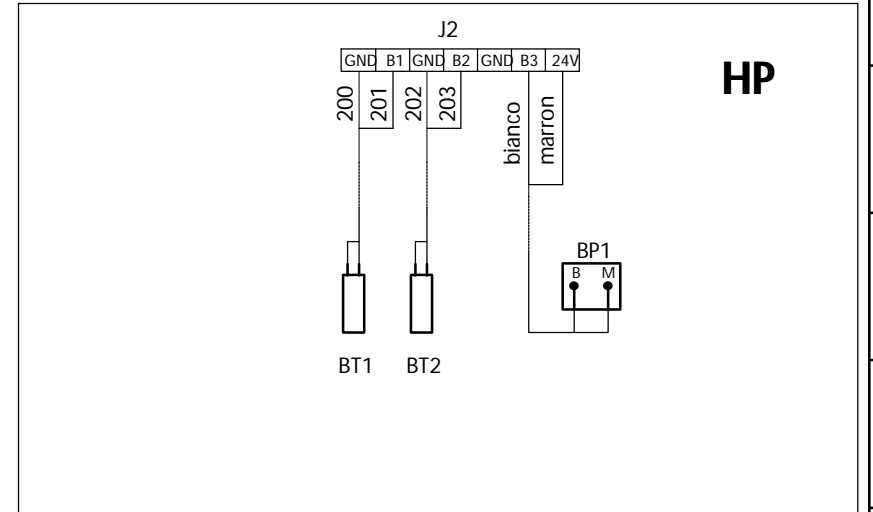 J2
GND B1 GND B2 GND B3 24V
HP
200 201 202 203 bianco marron
BP1
B M
BT1 BT2